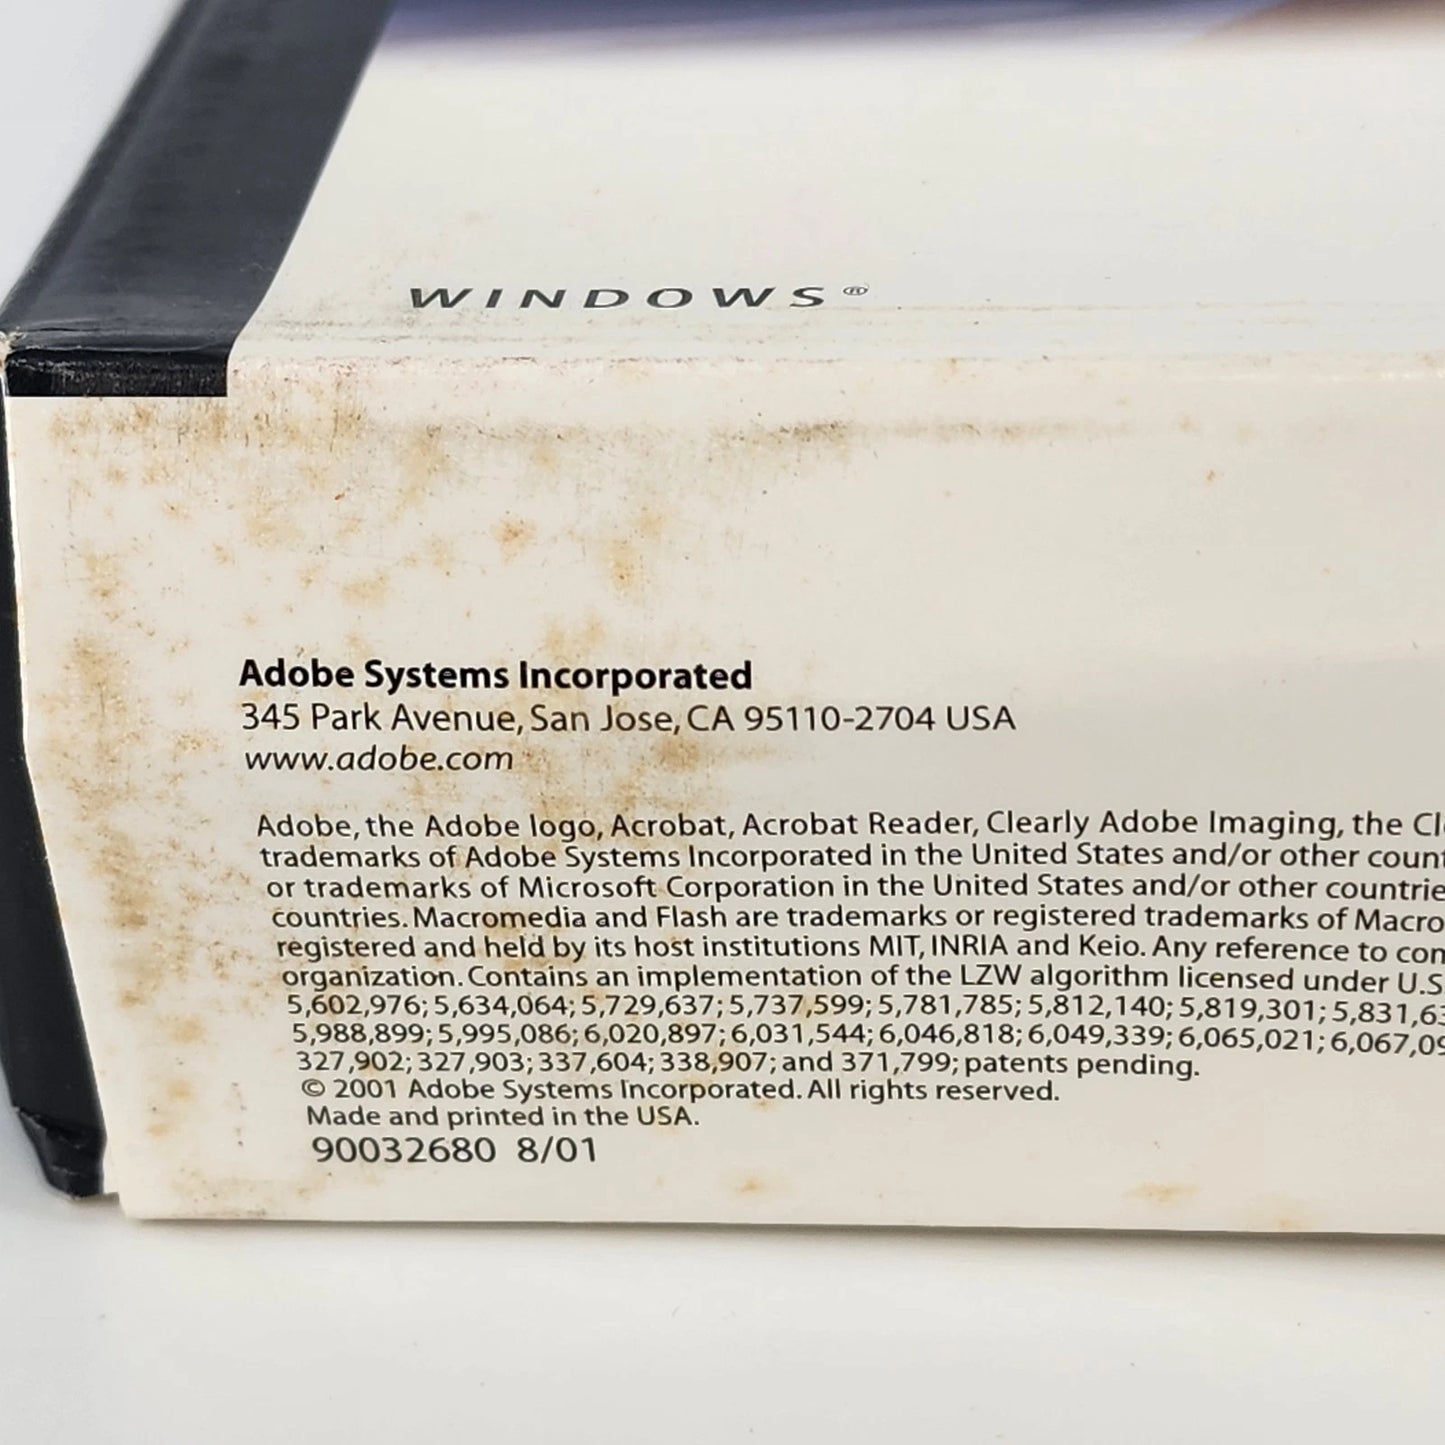 WINDOWS®
Adobe Systems Incorporated
345 Park Avenue, San Jose, CA 95110-2704 USA
www.adobe.com
Adobe, the Adobe logo, Acrobat, Acrobat Reader, Clearly Adobe Imaging, the
trademarks of Adobe Systems Incorporated in the United States and/or other
or trademarks of Microsoft Corporation in the United States and/or other
countries. Macromedia and Flash are trademarks or registered trademarks of
registered and held by its host institutions MIT, INRIA and Keio. Any reference to
organization. Contains an implementation of the LZW algorithm licensed under U.S.
5,602,976; 5,634,064; 5,729,637; 5,737,599; 5,781,785; 5,812,140; 5,819,301;
5,988,899; 5,995,086; 6,020,897; 6,031,544; 6,046,818; 6,049,339; 6,065,021;
327,902; 327,903; 337,604; 338,907; and 371,799; patents pending.
© 2001 Adobe Systems Incorporated. All rights reserved.
Made and printed in the USA.
90032680 8/01